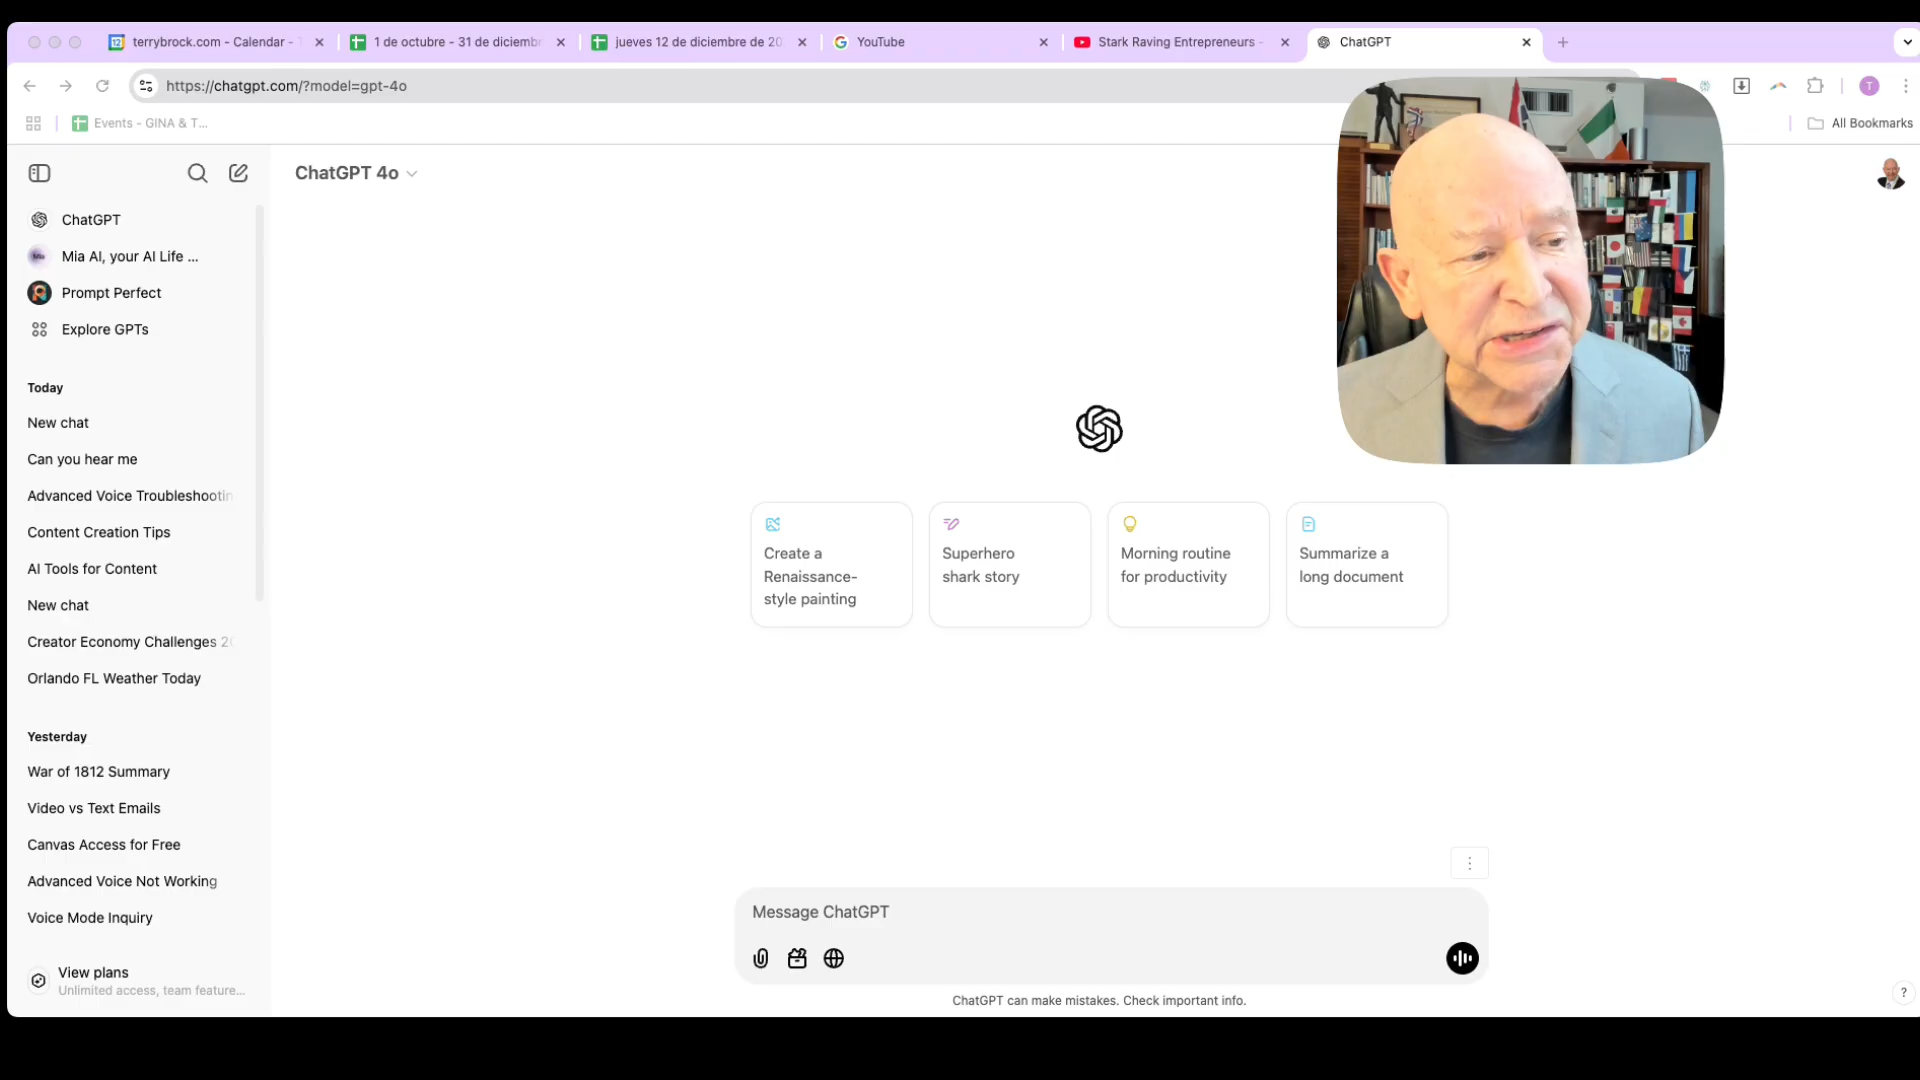 terrybrock.com - Calendar -
1 de octubre - 31 de diciemb
jueves 12 de diciembre de 20
YouTube
Stark Raving Entrepreneurs -
ChatGPT
https://chatgpt.com/?model=gpt-4o
Events - GINA & T...
All Bookmarks
T
ChatGPT 4o
ChatGPT
Mia AI, your AI Life ...
Prompt Perfect
Explore GPTs
Today
New chat
Can you hear me
Advanced Voice Troubleshootin
Content Creation Tips
AI Tools for Content
New chat
Creator Economy Challenges 20
Orlando FL Weather Today
Yesterday
War of 1812 Summary
Video vs Text Emails
Canvas Access for Free
Advanced Voice Not Working
Voice Mode Inquiry
View plans
Unlimited access, team feature...
Create a
Renaissance-
style painting
Superhero
shark story
Morning routine
for productivity
Summarize a
long document
Message ChatGPT
ChatGPT can make mistakes. Check important info.
?